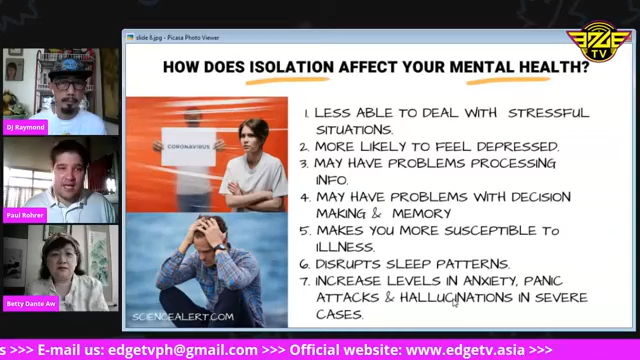 slide 8.jpg - Picasa Photo Viewer
EDGE
TV
HOW DOES ISOLATION AFFECT YOUR MENTAL HEALTH?
DJ Raymond
CORONAVIRUS
Paul Rohrer
Betty Dante Aw
SCIENCEALERT.COM
1. LESS ABLE TO DEAL WITH STRESSFUL
SITUATIONS.
2. MORE LIKELY TO FEEL DEPRESSED.
3. MAY HAVE PROBLEMS PROCESSING
INFO.
4. MAY HAVE PROBLEMS WITH DECISION
MAKING & MEMORY
5. MAKES YOU MORE SUSCEPTIBLE To
ILLNESS.
6. DISRUPTS SLEEP PATTERNS.
7. INCREASE LEVELS IN ANXIETY, PANIC
ATTACKS & HALLUCINATIONS IN SEVERE
CASES.
s >>> E-mail us: edgetvph@gmail.com >>> Official website: www.edgetv.asia >>>